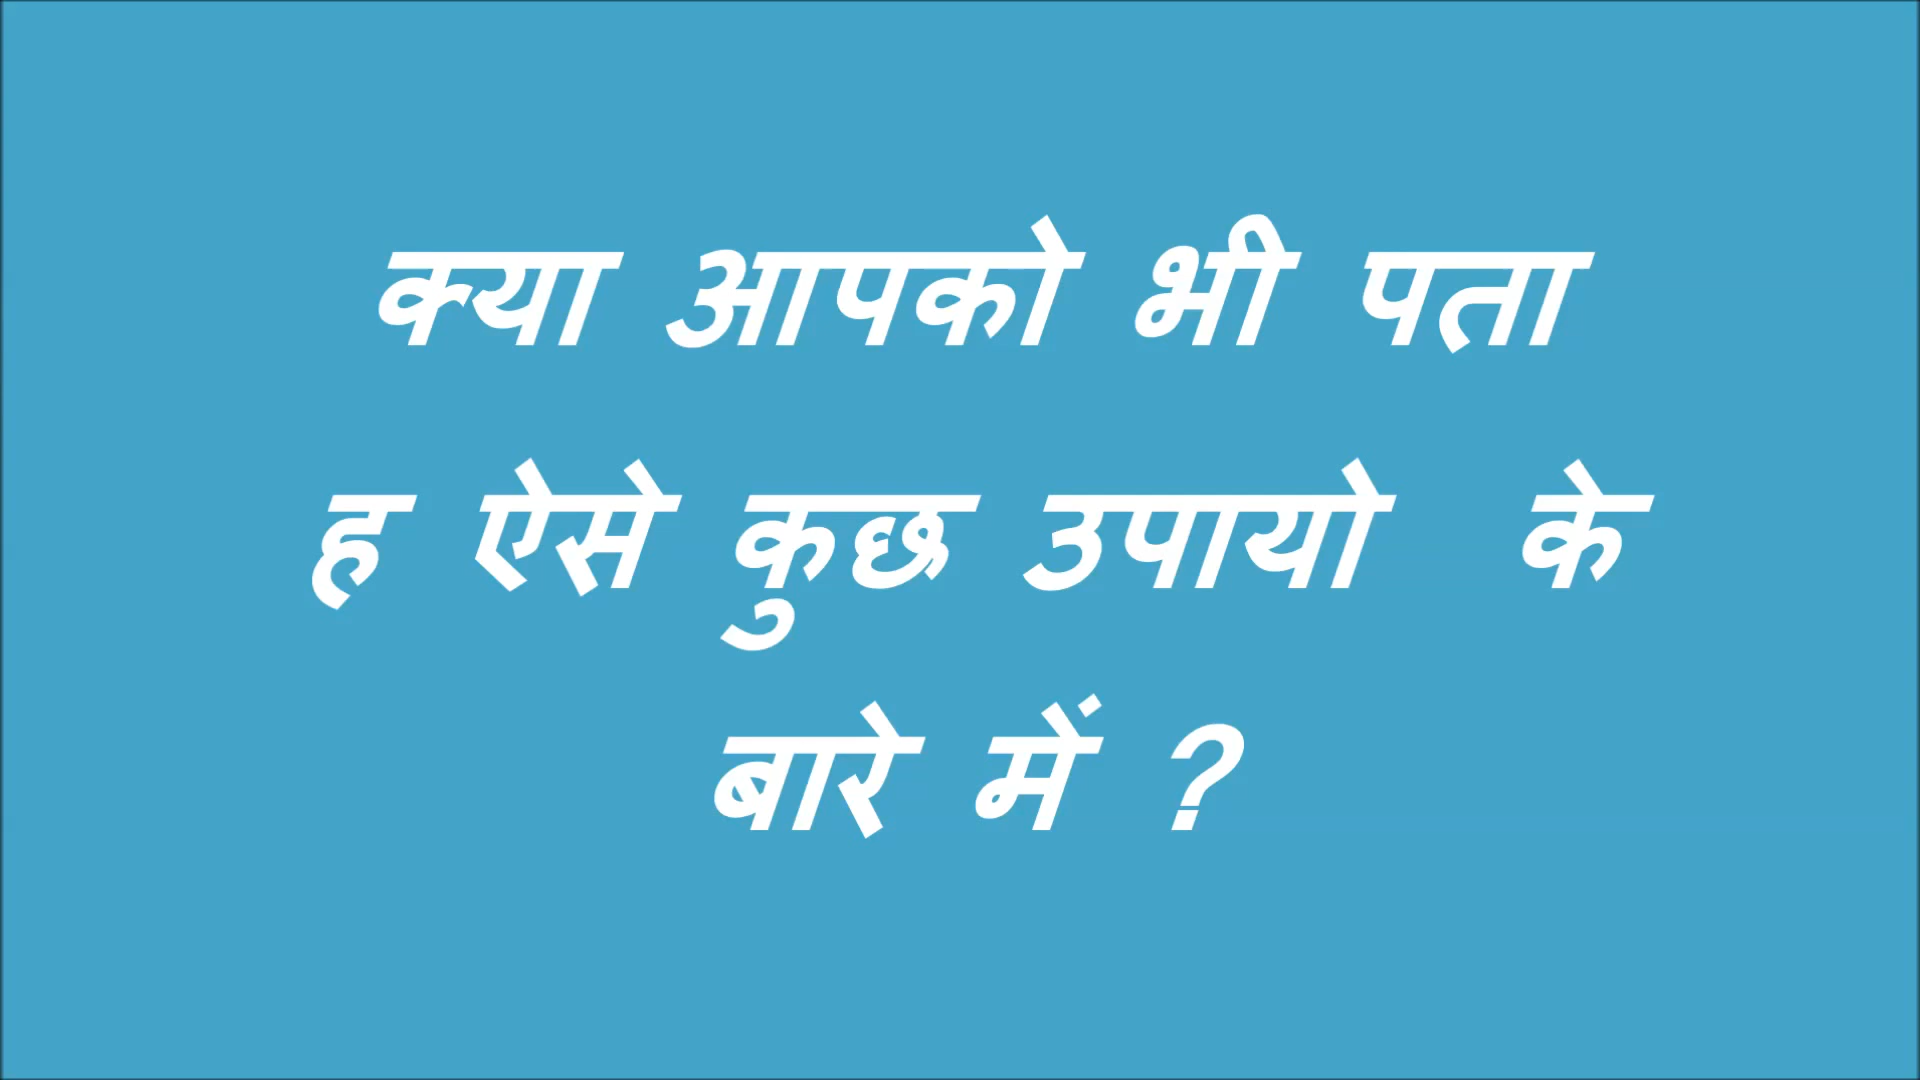 क्या आपको भी पता
ह ऐसे कुछ उपायो के
बारे में ?